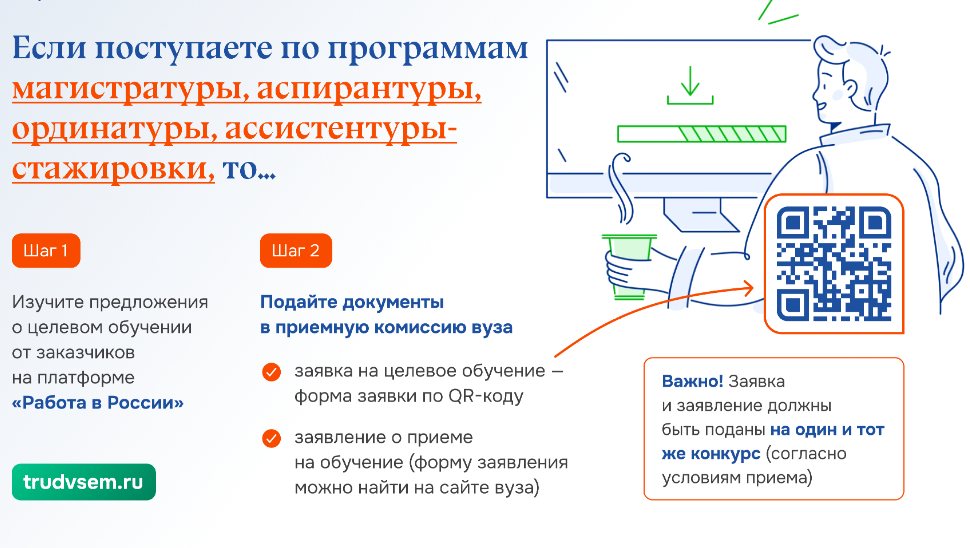 Если поступаете по программам
магистратуры, аспирантуры,
ординатуры, ассистентуры-
стажировки, то...
Шаг 1
Изучите предложения
о целевом обучении
от заказчиков
на платформе
«Работа в России»
trudvsem.ru
Шаг 2
Подайте документы
в приемную комиссию вуза
заявка на целевое обучение —
форма заявки по QR-коду
заявление о приеме
на обучение (форму заявления
можно найти на сайте вуза)
Важно! Заявка
и заявление должны
быть поданы на один и тот
же конкурс (согласно
условиям приема)